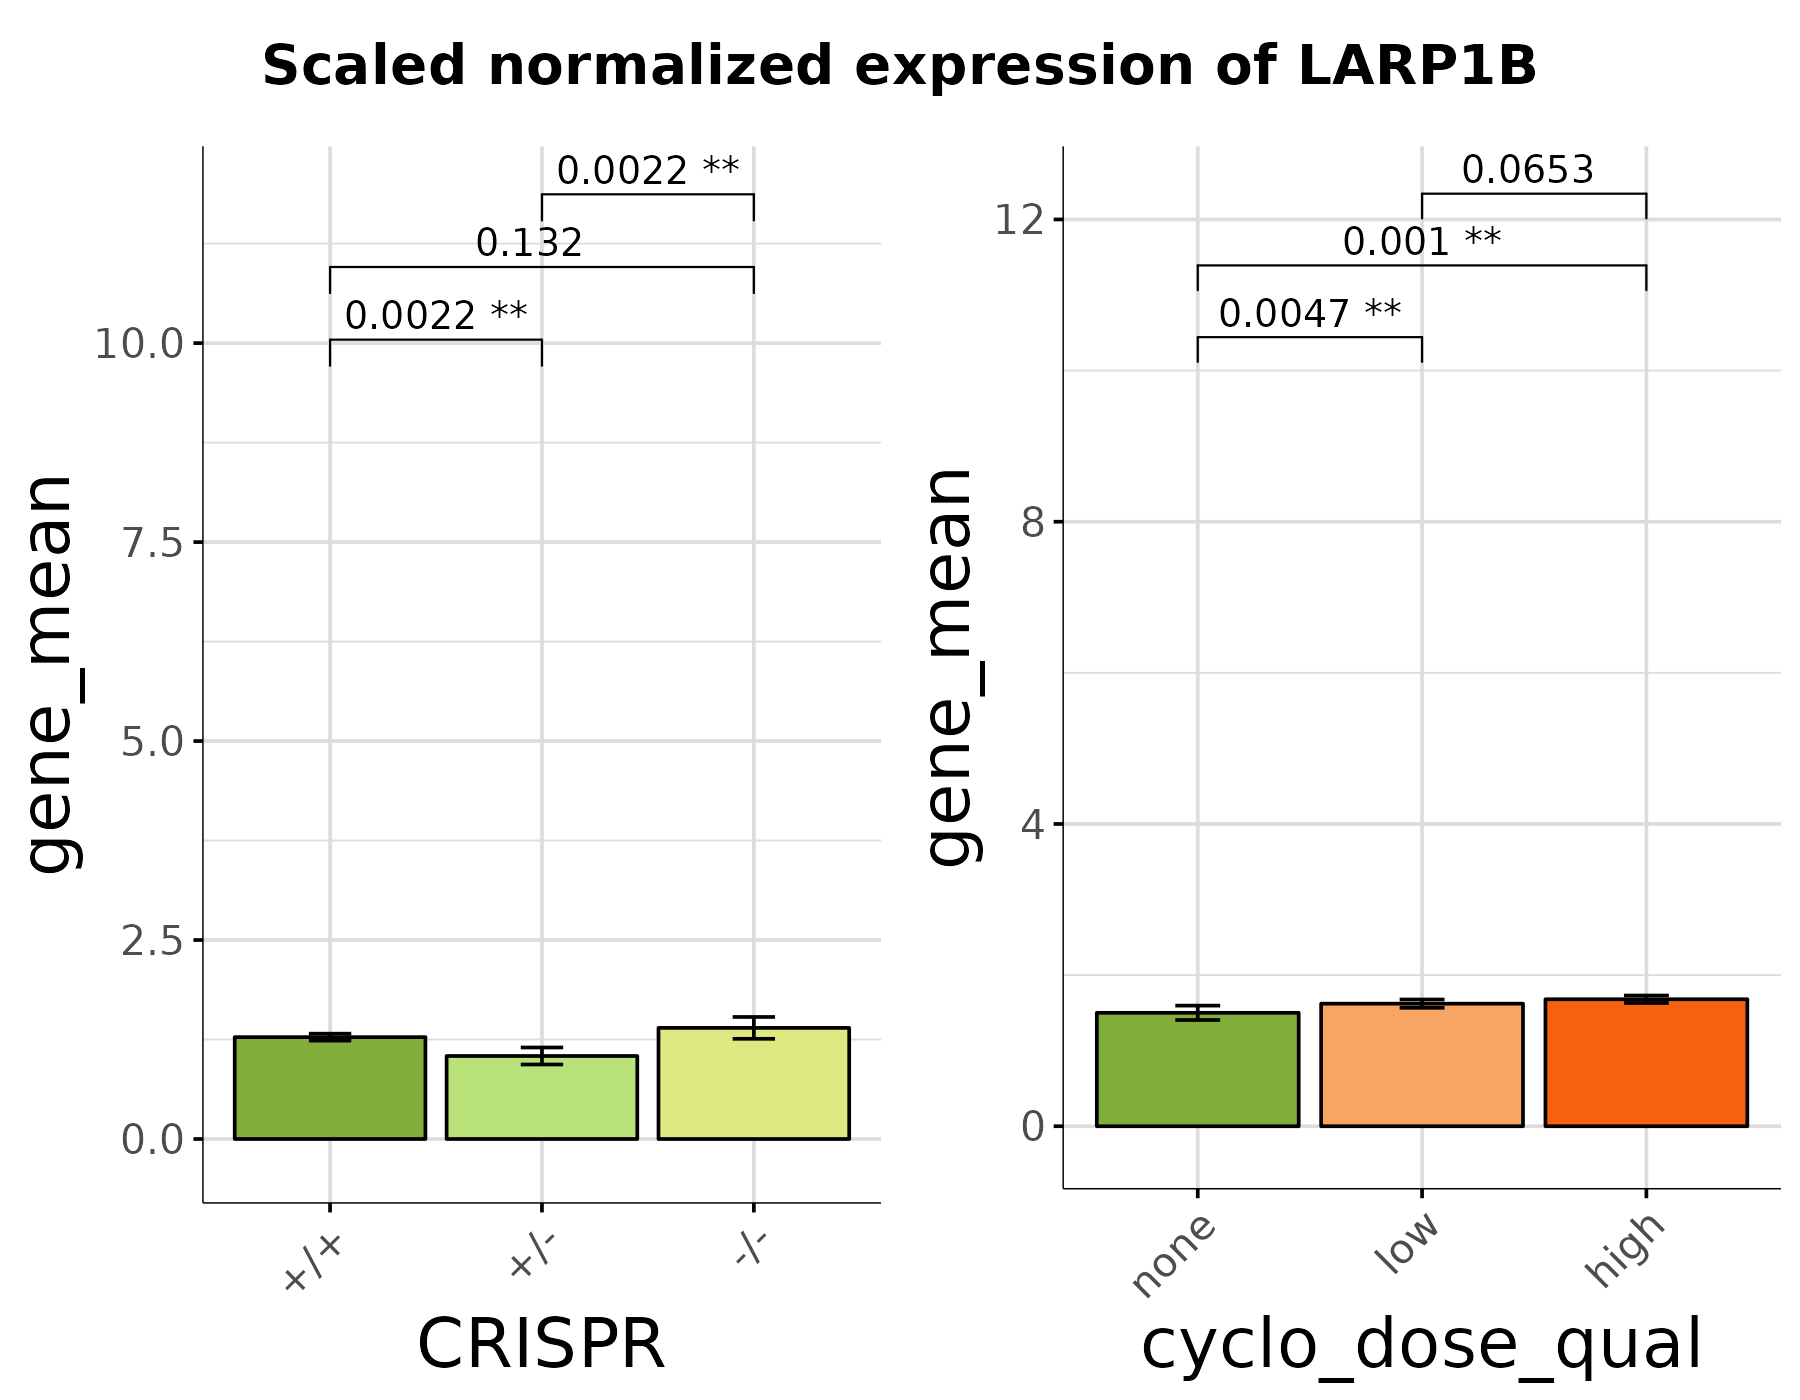 Scaled normalized expression of LARP1B
0.0022 **
0.132
0.0022 **
10.0
7.5
5.0
2.5
0.0
gene_mean
+/+
+/-
-/-
CRISPR
0.0653
0.001 **
0.0047 **
12
8
4
0
gene_mean
none
low
high
cyclo_dose_qual